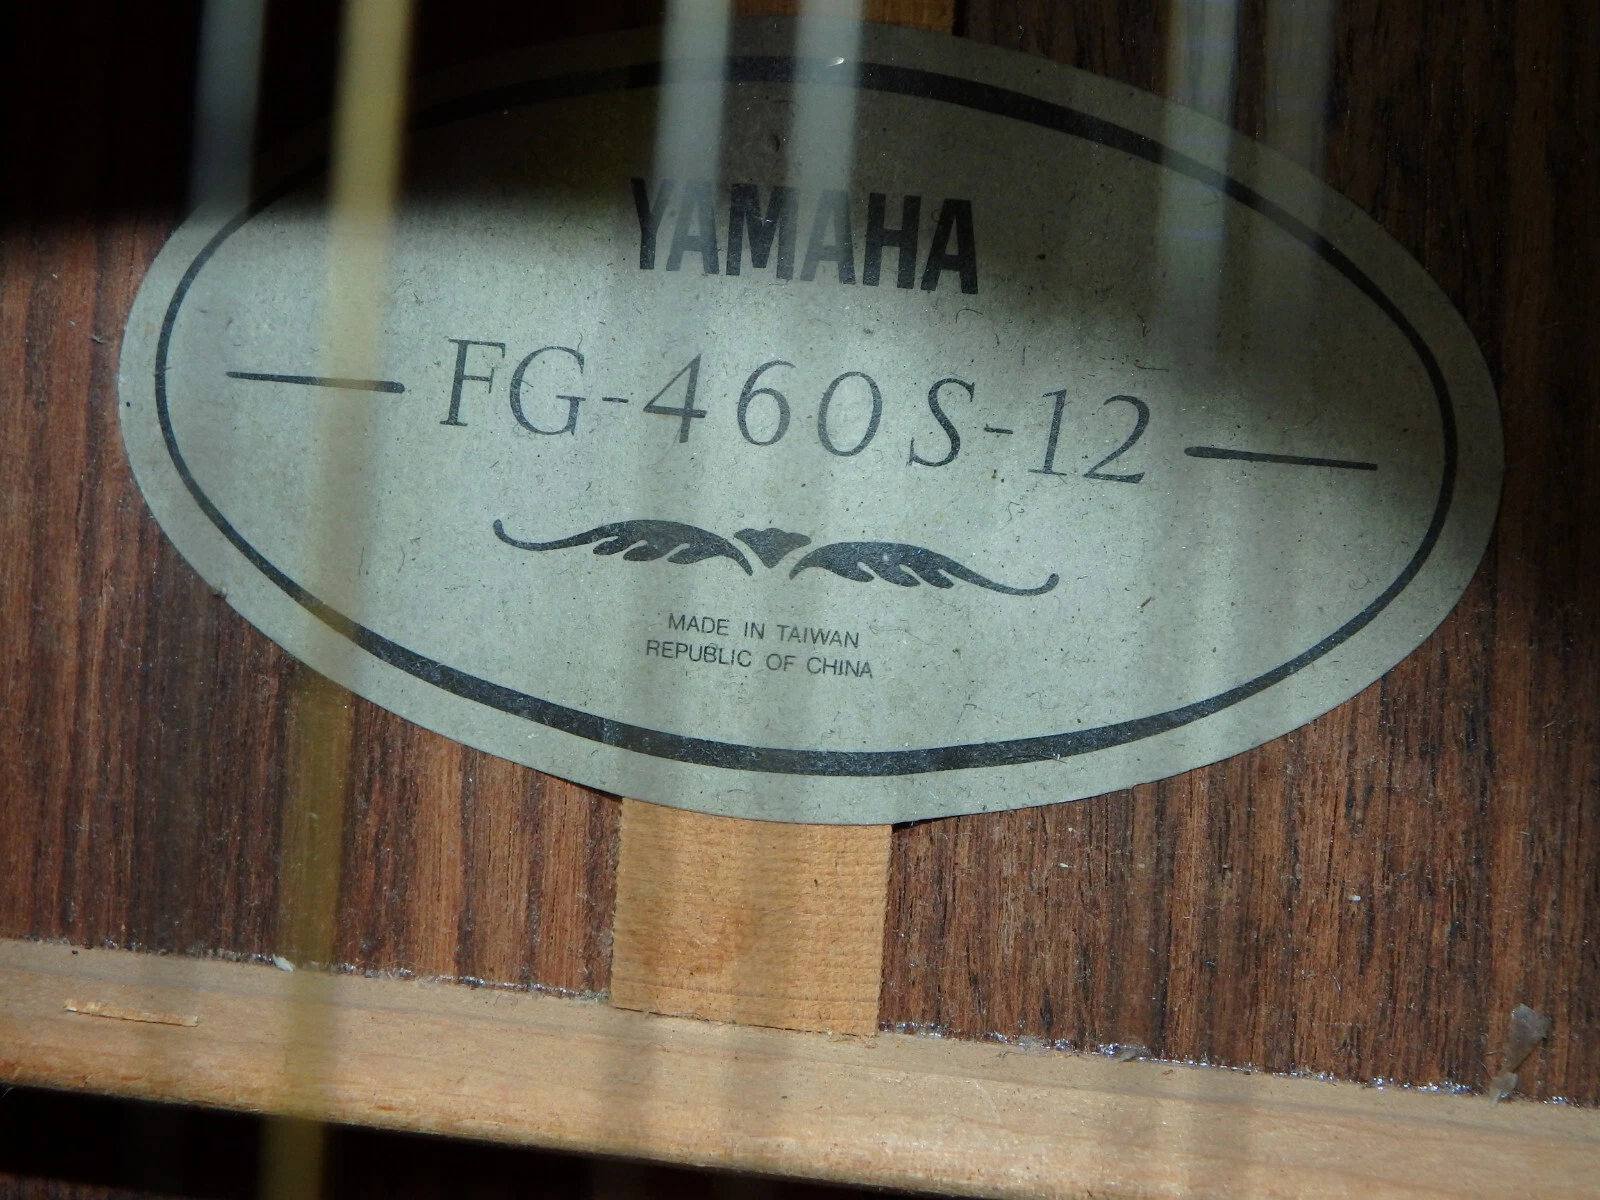 YAMAHA
FG-460S-12
MADE IN TAIWAN
REPUBLIC OF CHINA